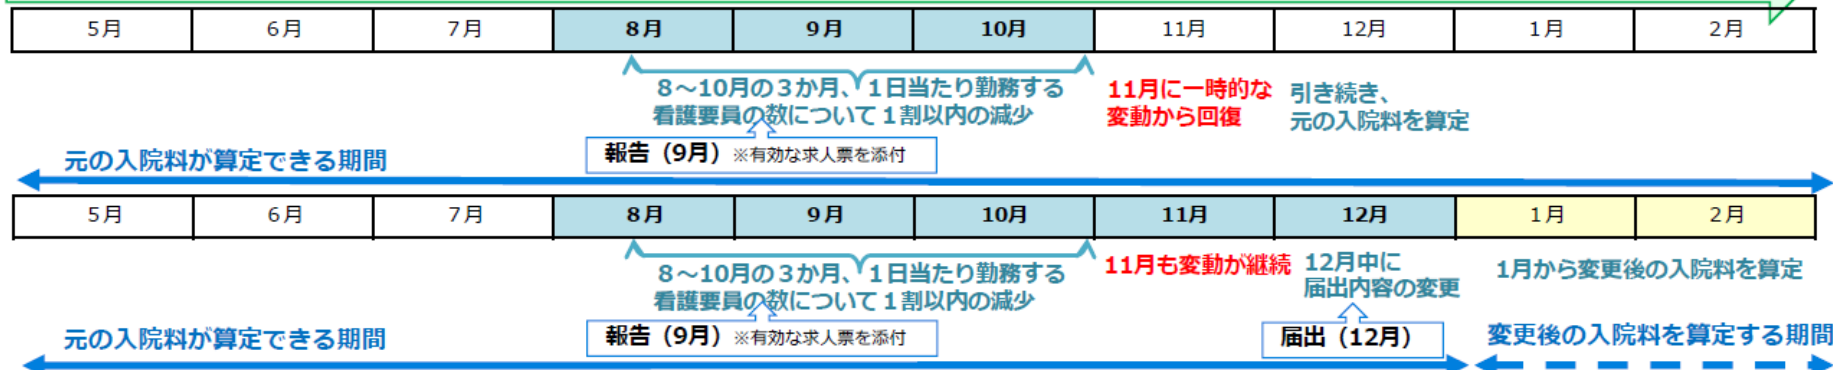 5月 6月 7月 8月 9月 10月 11月 12月 1月 2月
8～10月の3か月、1日当たり勤務する
看護要員の数について1割以内の減少
11月に一時的な
変動から回復
引き続き、
元の入院料を算定
報告（9月）※有効な求人票を添付
元の入院料が算定できる期間
5月 6月 7月 8月 9月 10月 11月 12月 1月 2月
8～10月の3か月、1日当たり勤務する
看護要員の数について1割以内の減少
11月も変動が継続
12月中に
届出内容の変更
1月から変更後の入院料を算定
報告（9月）※有効な求人票を添付
届出（12月）
元の入院料が算定できる期間
変更後の入院料を算定する期間